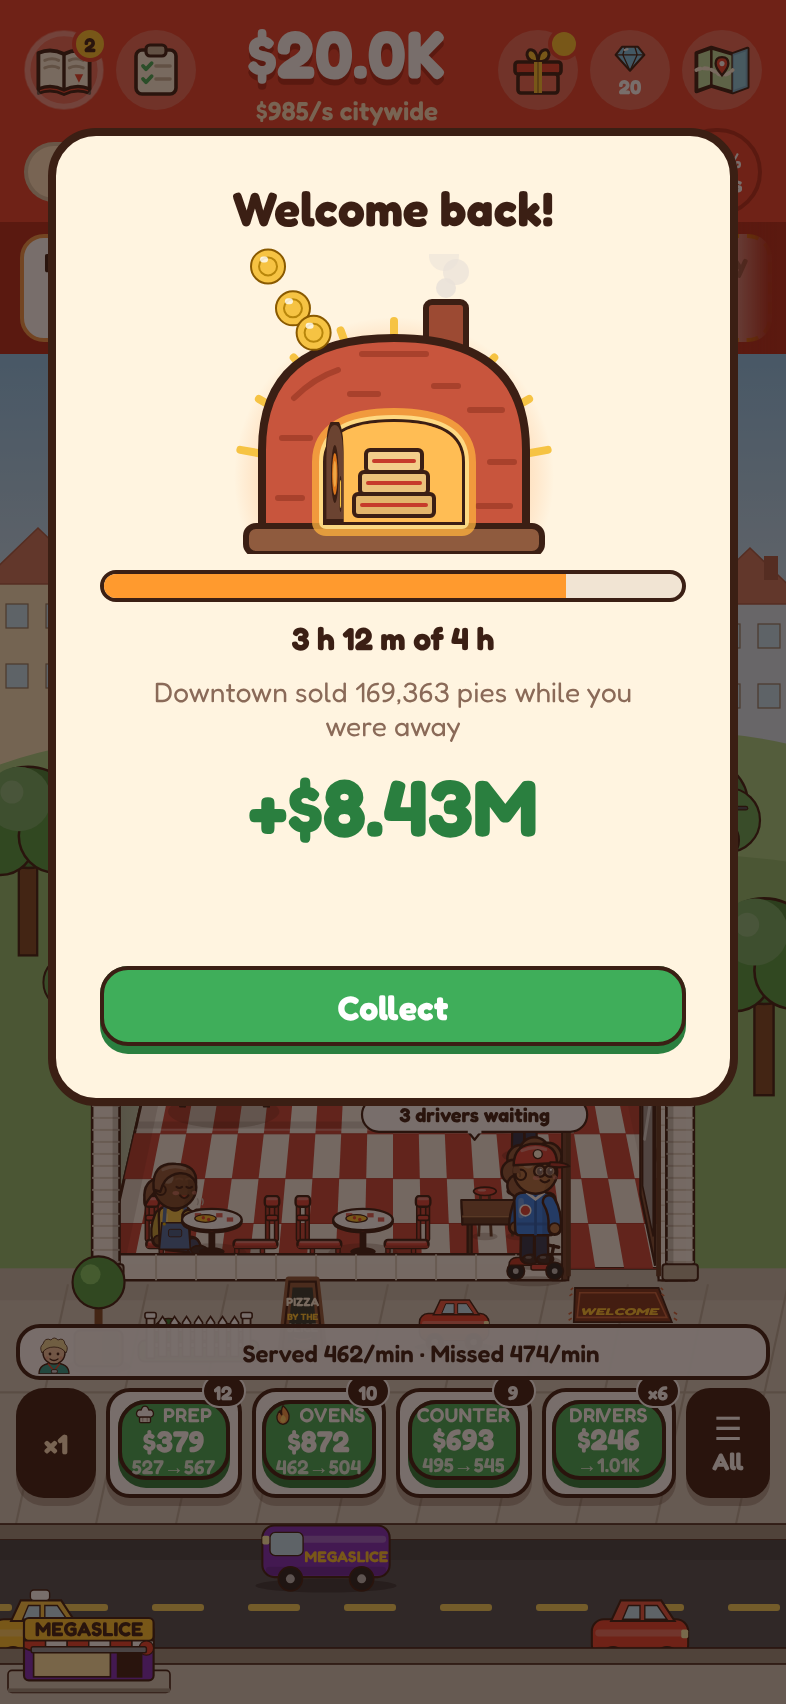 2
$20.0K
$985/s citywide
20
Welcome back!
3 h 12 m of 4 h
Downtown sold 169,363 pies while you
were away
+$8.43M
Collect
3 drivers waiting
PIZZA
BY THE
WELCOME
Served 462/min · Missed 474/min
x1
12
PREP
$379
527→567
10
OVENS
$872
462→504
9
COUNTER
$693
495→545
x6
DRIVERS
$246
→1.01K
All
MEGASLICE
MEGASLICE